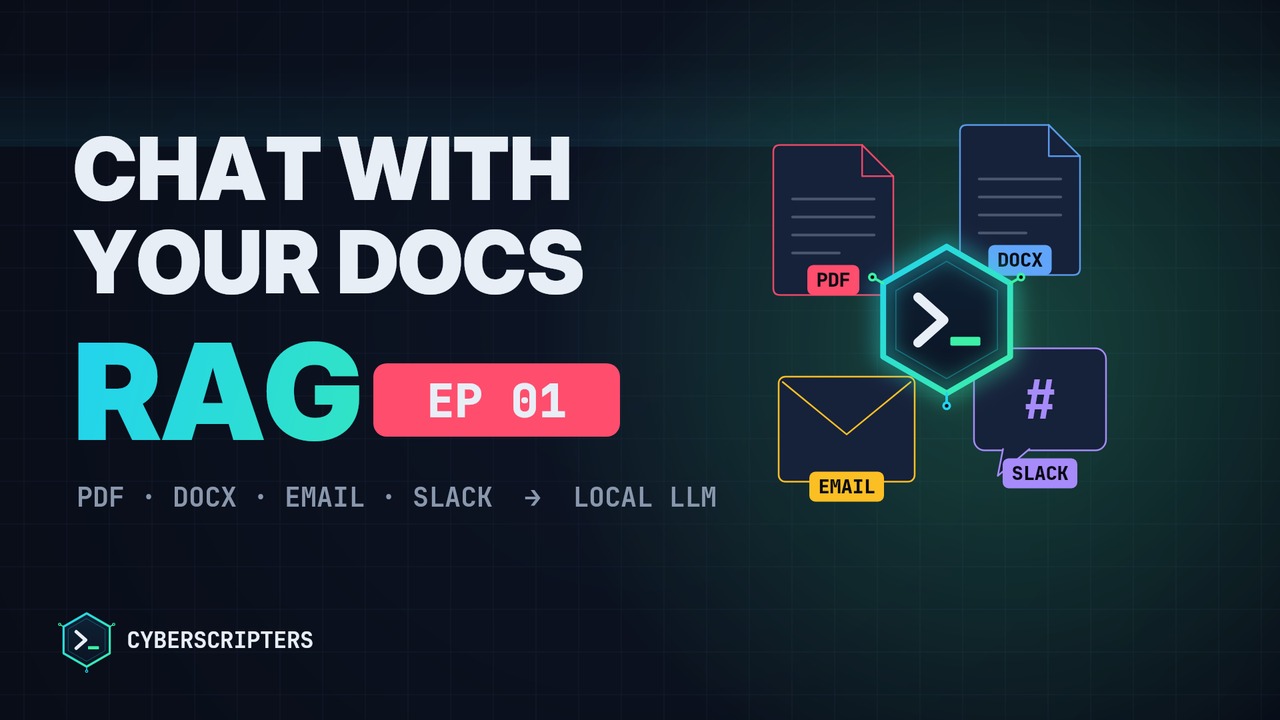 CHAT WITH
YOUR DOCS
RAG EP 01
PDF · DOCX · EMAIL · SLACK → LOCAL LLM
CYBERSCRIPTERS
PDF
DOCX
>_
#
EMAIL
SLACK